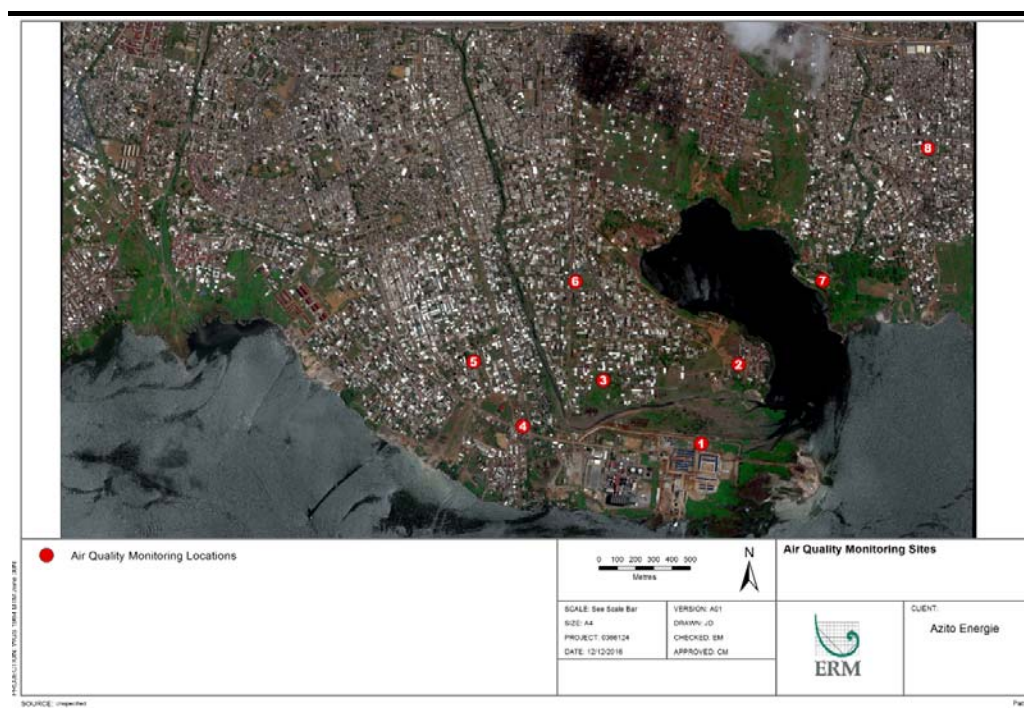 8
7
6
5
2
3
4
1
Air Quality Monitoring Locations
0 100 200 300 400 500
Metres
N
Air Quality Monitoring Sites
SCALE: See Scale Bar
SIZE: A4
PROJECT: 0366124
DATE: 12/12/2016
VERSION: A01
DRAWN: JD
CHECKED: EM
APPROVED: CM
ERM
CLIENT:
Azito Energie
SOURCE: